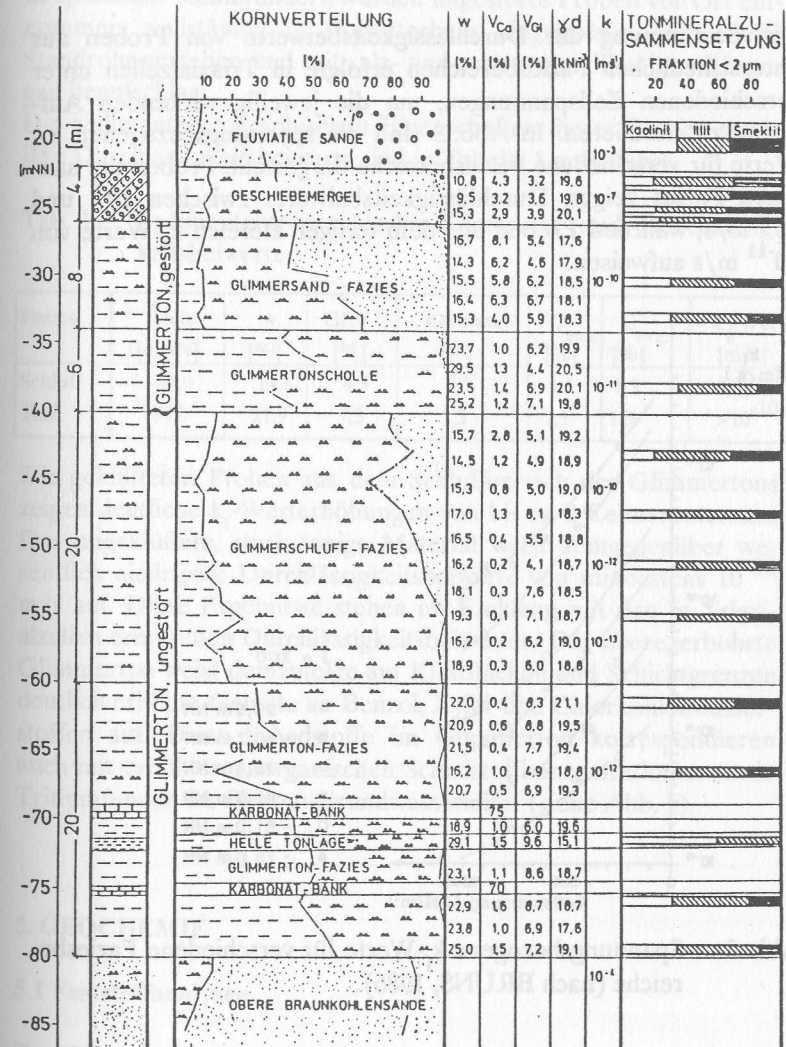 KORNVERTEILUNG w VCa VGl γd k TONMINERALZU-
SAMMENSETZUNG
[%] [%] [%] [%] [kNm³] [ms¹] FRAKTION < 2µm
10 20 30 40 50 60 70 80 90 20 40 60 80
Kaolinit Illit Smektit
-20 [m] FLUVIATILE SANDE 10⁻³
[mNN] 4 10,8 4,3 3,2 19,6
GESCHIEBEMERGEL 9,5 3,2 3,6 19,8 10⁻⁷
-25 15,3 2,9 3,9 20,1
16,7 6,1 5,4 17,6
14,3 6,2 4,6 17,9
-30 8 GLIMMERTON, gestört GLIMMERSAND - FAZIES 15,5 5,8 6,2 18,5 10⁻¹⁰
16,4 6,3 6,7 18,1
15,3 4,0 5,9 18,3
-35 23,7 1,0 6,2 19,9
6 GLIMMERTONSCHOLLE 29,5 1,3 4,4 20,5
23,5 1,4 6,9 20,1 10⁻¹¹
-40 25,2 1,2 7,1 19,8
15,7 2,8 5,1 19,2
14,5 1,2 4,9 18,9
-45 15,3 0,8 5,0 19,0 10⁻¹⁰
17,0 1,1 8,1 18,3
-50 20 GLIMMERSCHLUFF-FAZIES 16,5 0,4 5,5 18,8
16,2 0,2 4,1 18,7 10⁻¹²
18,1 0,3 7,6 18,5
-55 19,3 0,1 7,1 18,7
16,2 0,2 6,2 19,0 10⁻¹³
18,9 0,3 6,0 18,8
-60 GLIMMERTON, ungestört
22,0 0,4 9,3 21,1
22,0 0,6 8,8 19,5
-65 GLIMMERTON-FAZIES 21,5 0,4 7,7 19,4
16,2 1,0 4,9 18,8 10⁻¹¹
20,7 0,5 6,9 19,3
-70 20 KARBONAT-BANK 75
18,9 1,0 6,0 19,6
HELLE TONLAGE 29,1 1,5 9,6 15,1
GLIMMERTON-FAZIES 23,1 1,1 8,6 18,7
-75 KARBONAT-BANK 70
18,7
23,8 1,0 6,9 17,6
-80 25,0 1,5 7,2 19,1
10⁻⁴
OBERE BRAUNKOHLENSANDE
-85